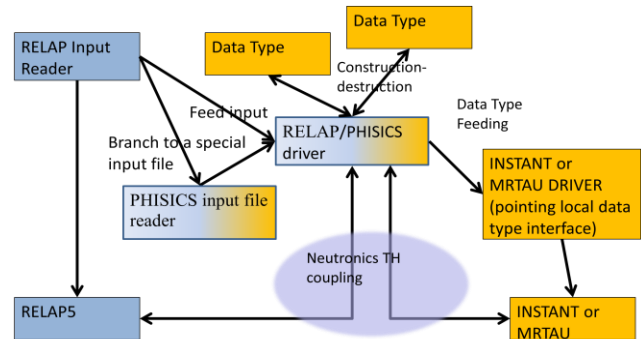 RELAP Input
Reader
Data Type
Data Type
Construction-
destruction
Feed input
Data Type
Feeding
RELAP/PHISICS
driver
Branch to a special
input file
PHISICS input file
reader
INSTANT or
MRTAU DRIVER
(pointing local data
type interface)
Neutronics TH
coupling
RELAP5
INSTANT or
MRTAU